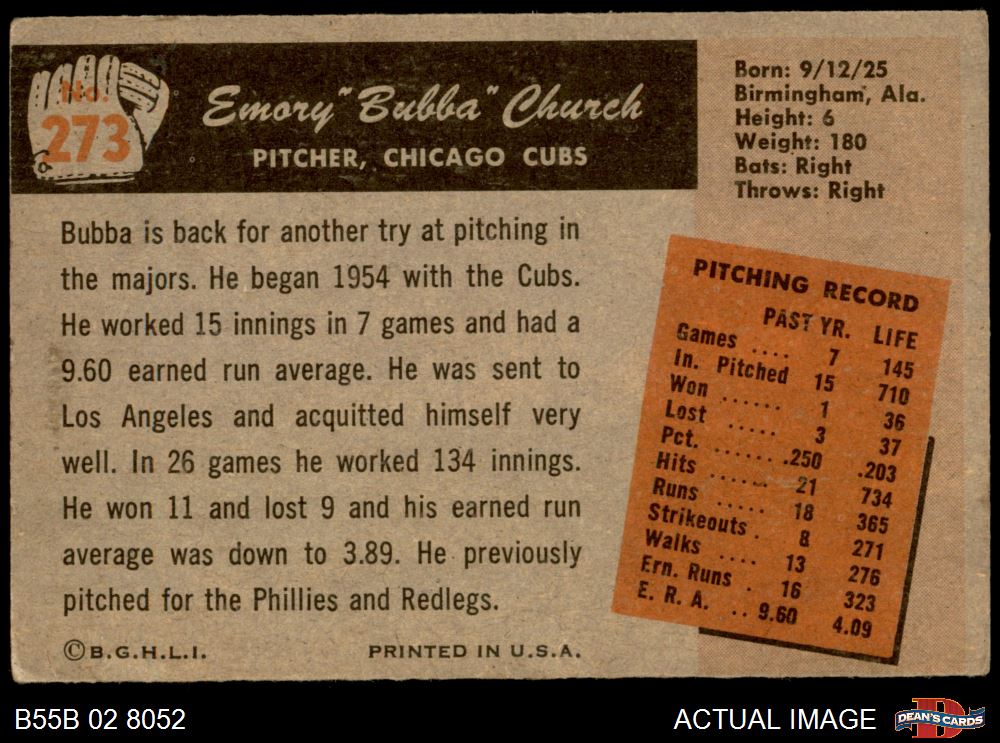 No.
273
Emory "Bubba" Church
PITCHER, CHICAGO CUBS
Born: 9/12/25
Birmingham, Ala.
Height: 6
Weight: 180
Bats: Right
Throws: Right
Bubba is back for another try at pitching in
the majors. He began 1954 with the Cubs.
He worked 15 innings in 7 games and had a
9.60 earned run average. He was sent to
Los Angeles and acquitted himself very
well. In 26 games he worked 134 innings.
He won 11 and lost 9 and his earned run
average was down to 3.89. He previously
pitched for the Phillies and Redlegs.
PITCHING RECORD
PAST YR. LIFE
Games .... 7 145
In. Pitched 15 710
Won ...... 1 36
Lost ..... 3 37
Pct. ...... .250 .203
Hits ...... 21 734
Runs ..... 18 365
Strikeouts . 8 271
Walks .... 13 276
Ern. Runs . 16 323
E. R. A. .. 9.60 4.09
©B.G.H.L.I.
PRINTED IN U.S.A.
B55B 02 8052
ACTUAL IMAGE
D
DEAN'S CARDS